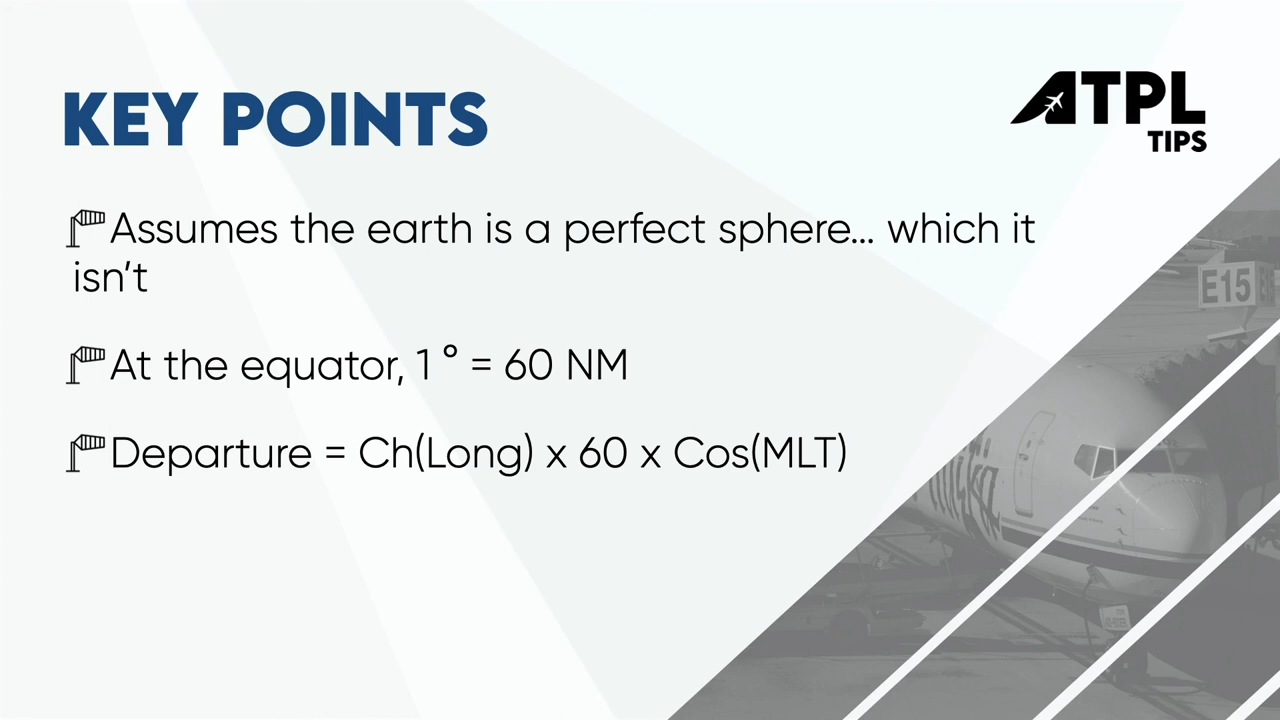 KEY POINTS
ATPL
TIPS
Assumes the earth is a perfect sphere... which it
isn't
At the equator, 1 ° = 60 NM
Departure = Ch(Long) x 60 x Cos(MLT)
E15